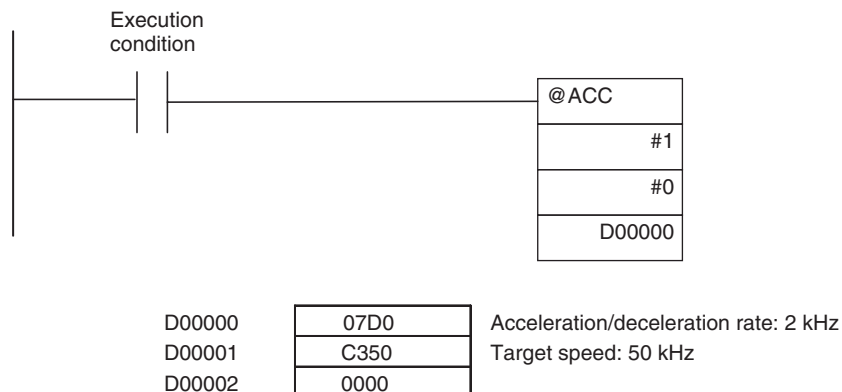 Execution
condition
@ACC
#1
#0
D00000
D00000 07D0 Acceleration/deceleration rate: 2 kHz
D00001 C350 Target speed: 50 kHz
D00002 0000